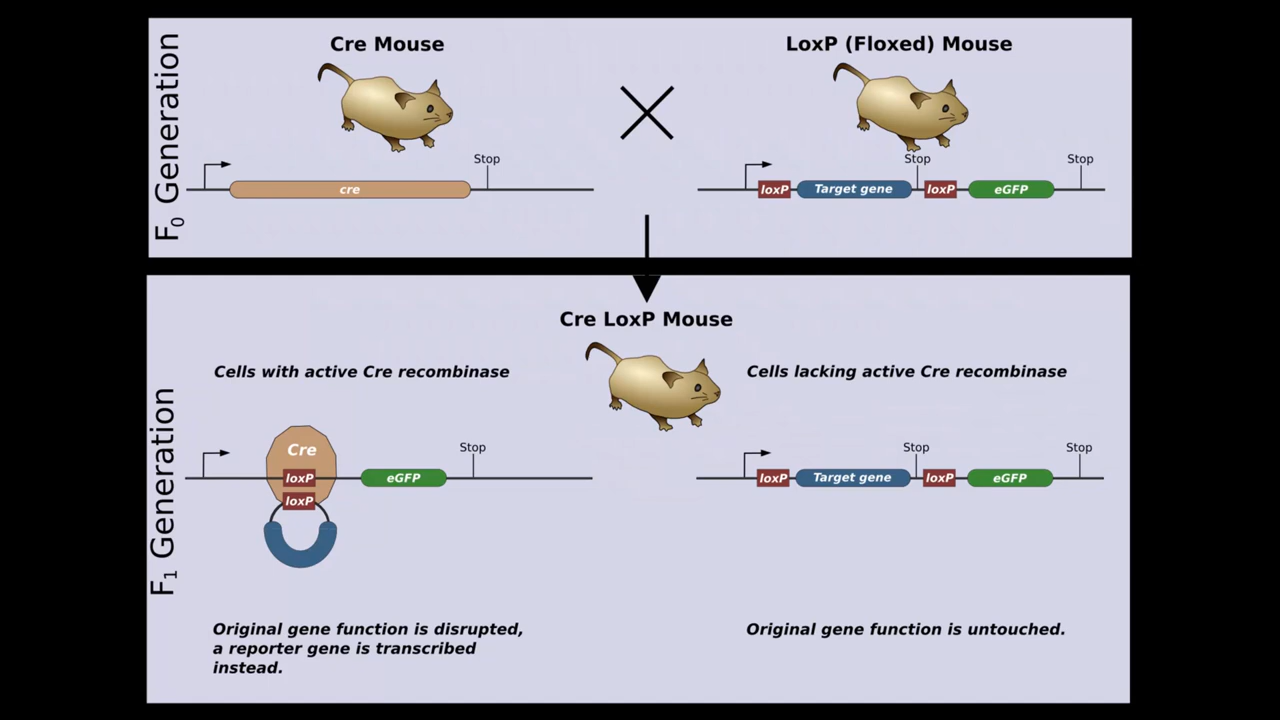 F0 Generation
Cre Mouse
LoxP (Floxed) Mouse
Stop
cre
Stop
Stop
loxP
Target gene
loxP
eGFP
F1 Generation
Cre LoxP Mouse
Cells with active Cre recombinase
Cells lacking active Cre recombinase
Cre
loxP
loxP
eGFP
Stop
Stop
Stop
loxP
Target gene
loxP
eGFP
Original gene function is disrupted,
a reporter gene is transcribed
instead.
Original gene function is untouched.